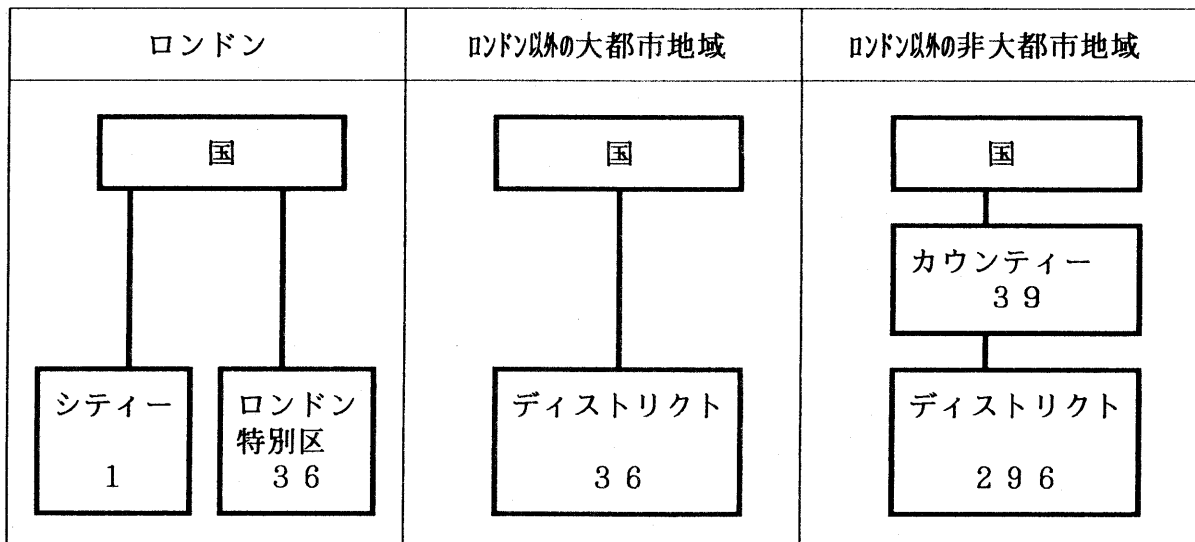 ロンドン
ロンドン以外の大都市地域
ロンドン以外の非大都市地域
国
シティー
1
ロンドン
特別区
36
国
ディストリクト
36
国
カウンティー
39
ディストリクト
296